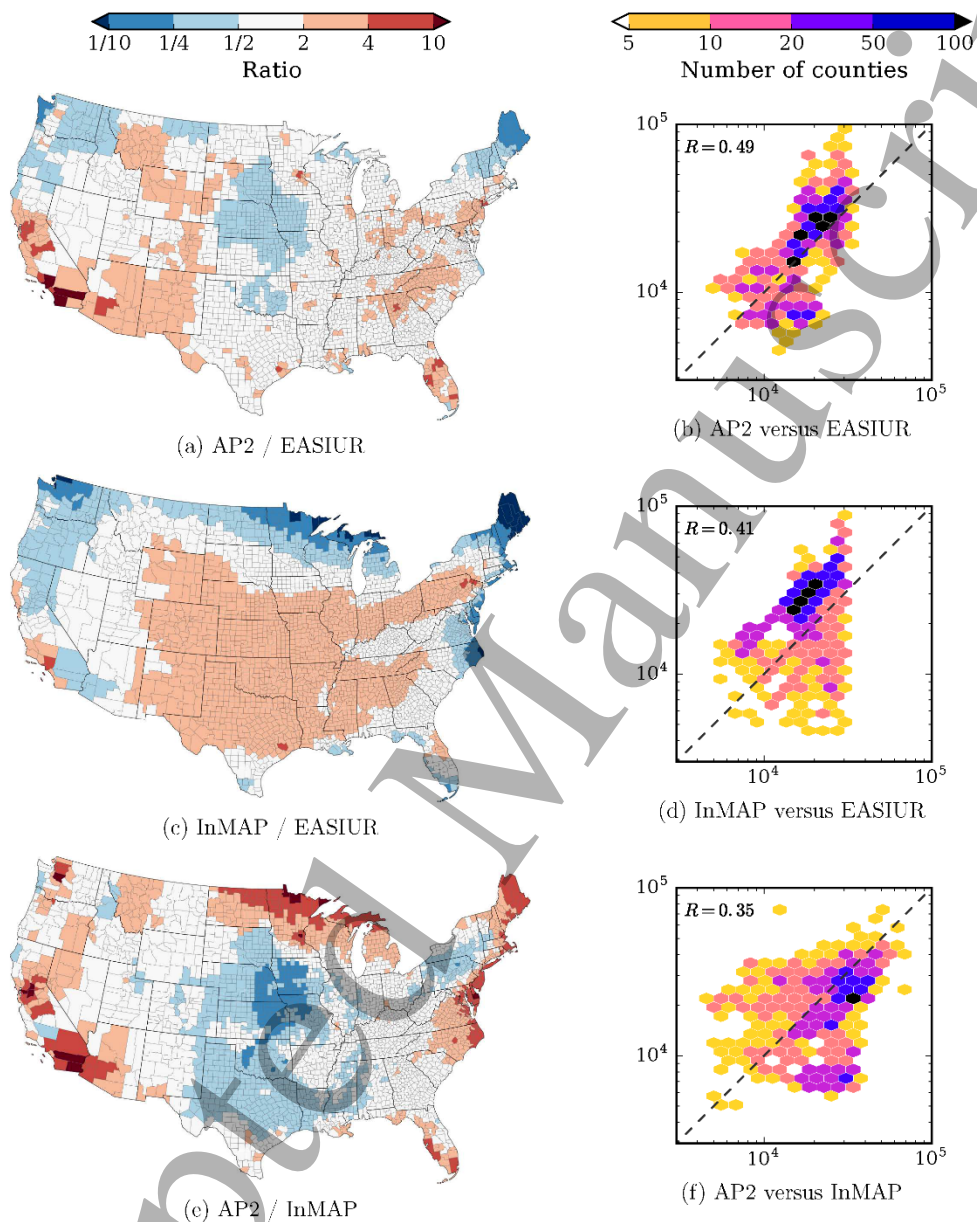 1/10 1/4 1/2 2 4 10
Ratio
5 10 20 50 100
Number of counties
10^5
R=0.49
10^4
10^4 10^5
(a) AP2 / EASIUR
(b) AP2 versus EASIUR
10^5
R=0.41
10^4
10^4 10^5
(c) InMAP / EASIUR
(d) InMAP versus EASIUR
10^5
R=0.35
10^4
10^4 10^5
(e) AP2 / InMAP
(f) AP2 versus InMAP
pted Manuscri